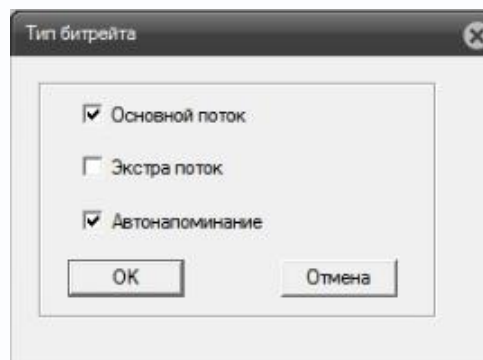 Тип битрейта
Основной поток
Экстра поток
Автонапоминание
OK
Отмена